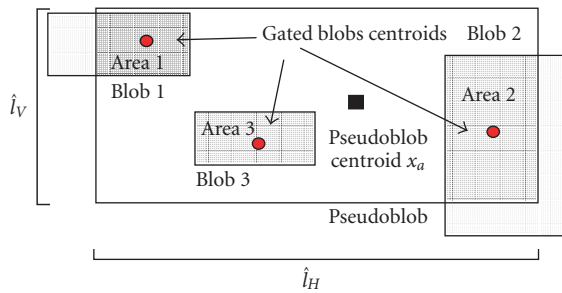 Gated blobs centroids
Blob 2
Area 1
Blob 1
Area 2
Area 3
Blob 3
Pseudoblob
centroid x_a
Pseudoblob
l̂_V
l̂_H